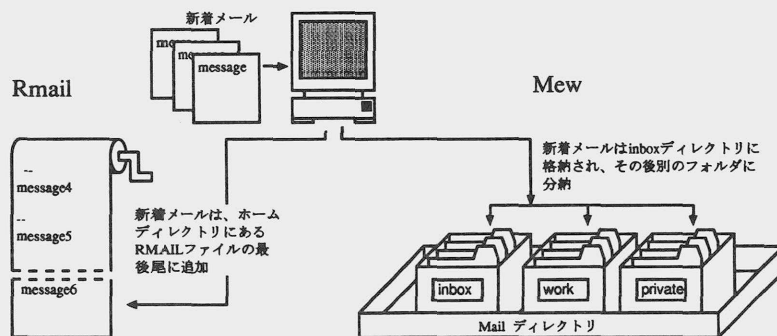 新着メール
me
me
message
Rmail
Mew
新着メールはinboxディレクトリに
格納され、その後別のフォルダに
分納
--
message4
--
message5
message6
新着メールは、ホーム
ディレクトリにある
RMAILファイルの最
後尾に追加
inbox
work
private
Mail ディレクトリ